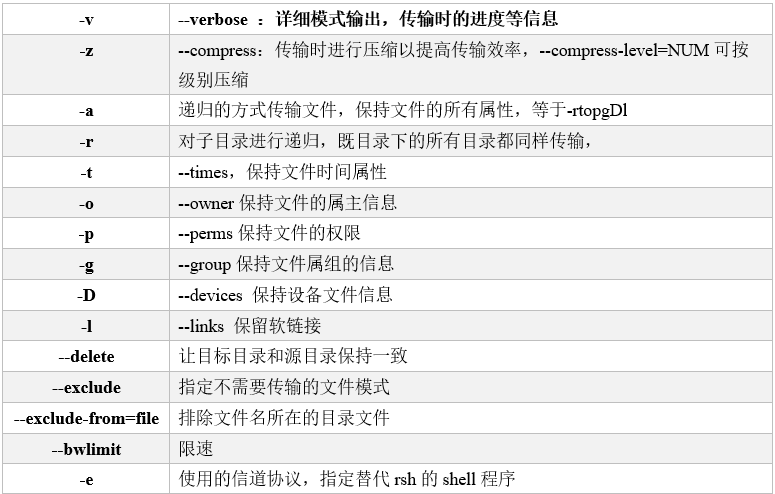 -v --verbose ：详细模式输出，传输时的进度等信息
-z --compress：传输时进行压缩以提高传输效率，--compress-level=NUM 可按
级别压缩
-a 递归的方式传输文件，保持文件的所有属性，等于-rtopgDl
-r 对子目录进行递归，既目录下的所有目录都同样传输，
-t --times，保持文件时间属性
-o --owner 保持文件的属主信息
-p --perms 保持文件的权限
-g --group 保持文件属组的信息
-D --devices 保持设备文件信息
-l --links 保留软链接
--delete 让目标目录和源目录保持一致
--exclude 指定不需要传输的文件模式
--exclude-from=file 排除文件名所在的目录文件
--bwlimit 限速
-e 使用的信道协议，指定替代 rsh 的 shell 程序